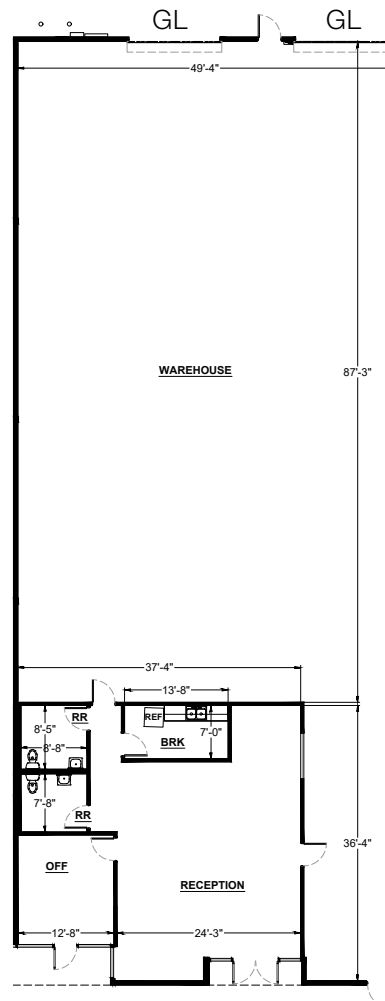 GL GL
49'-4"
WAREHOUSE
87'-3"
37'-4"
13'-8"
RR
REF
8'-5"
7'-0"
8'-8"
BRK
7'-8"
RR
36'-4"
OFF
RECEPTION
12'-8"
24'-3"